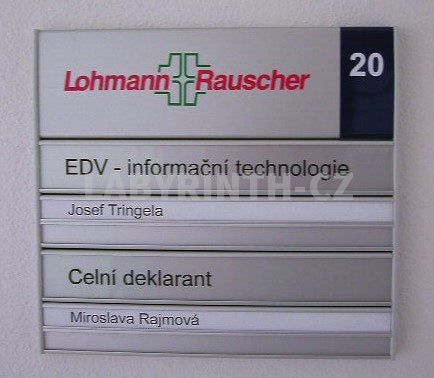 Lohmann Rauscher
20
EDV - informační technologie
LABYRINTH-CZ
Josef Tringela
Celní deklarant
Miroslava Rajmová